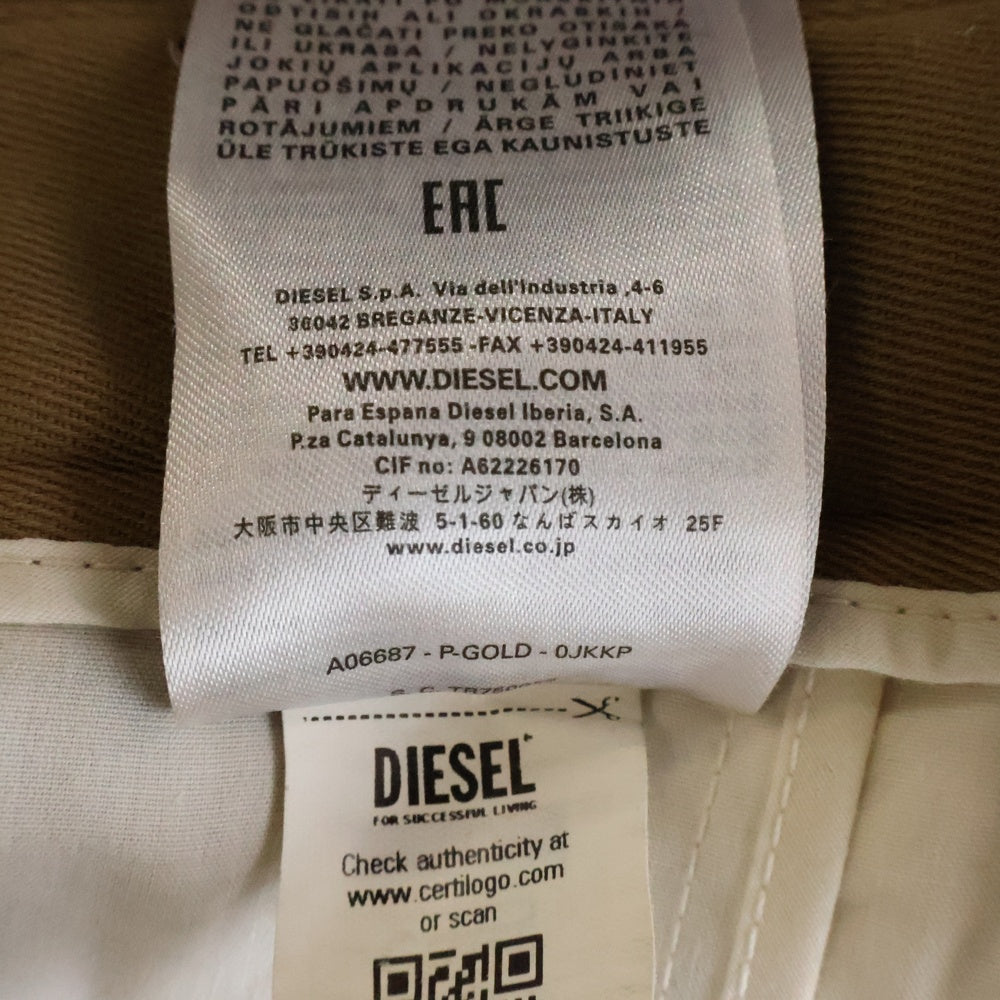 ODTISIH ALI OKRASKIH /
NE GLAČATI PREKO OTISAKA
ILI UKRASA / NELYGINKITE
JOKIŲ APLIKACIJŲ ARBA
PAPUOŠIMŲ / NEGLUDINIET
PĀRI APDRUKĀM VAI
ROTĀJUMIEM / ÄRGE TRIIKIGE
ÜLE TRÜKISTE EGA KAUNISTUSTE
EAC
DIESEL S.p.A. Via dell'Industria ,4-6
36042 BREGANZE-VICENZA-ITALY
TEL +390424-477555 -FAX +390424-411955
WWW.DIESEL.COM
Para Espana Diesel Iberia, S.A.
P.za Catalunya, 9 08002 Barcelona
CIF no: A62226170
ディーゼルジャパン(株)
大阪市中央区難波 5-1-60 なんばスカイオ 25F
www.diesel.co.jp
A06687 - P-GOLD - 0JKKP
DIESEL
FOR SUCCESSFUL LIVING
Check authenticity at
www.certilogo.com
or scan